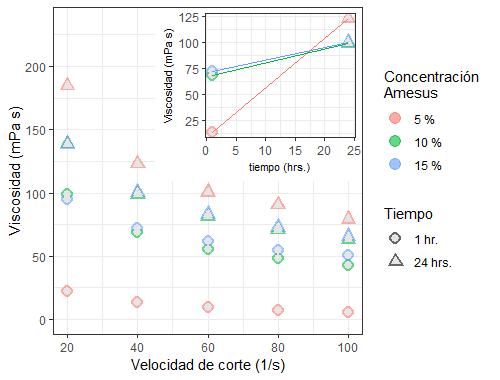 125
100
75
50
25
Viscosidad (mPa s)
0
5
10
15
20
25
tiempo (hrs.)
200
150
100
50
0
Viscosidad (mPa s)
20
40
60
80
100
Velocidad de corte (1/s)
Concentración
Amesus
5 %
10 %
15 %
Tiempo
1 hr.
24 hrs.